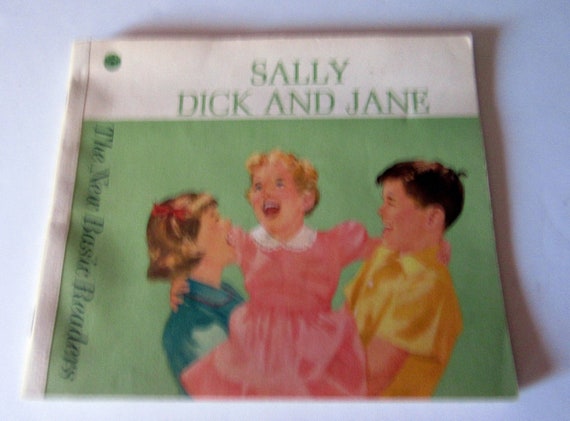 SALLY
DICK AND JANE
The New Basic Readers